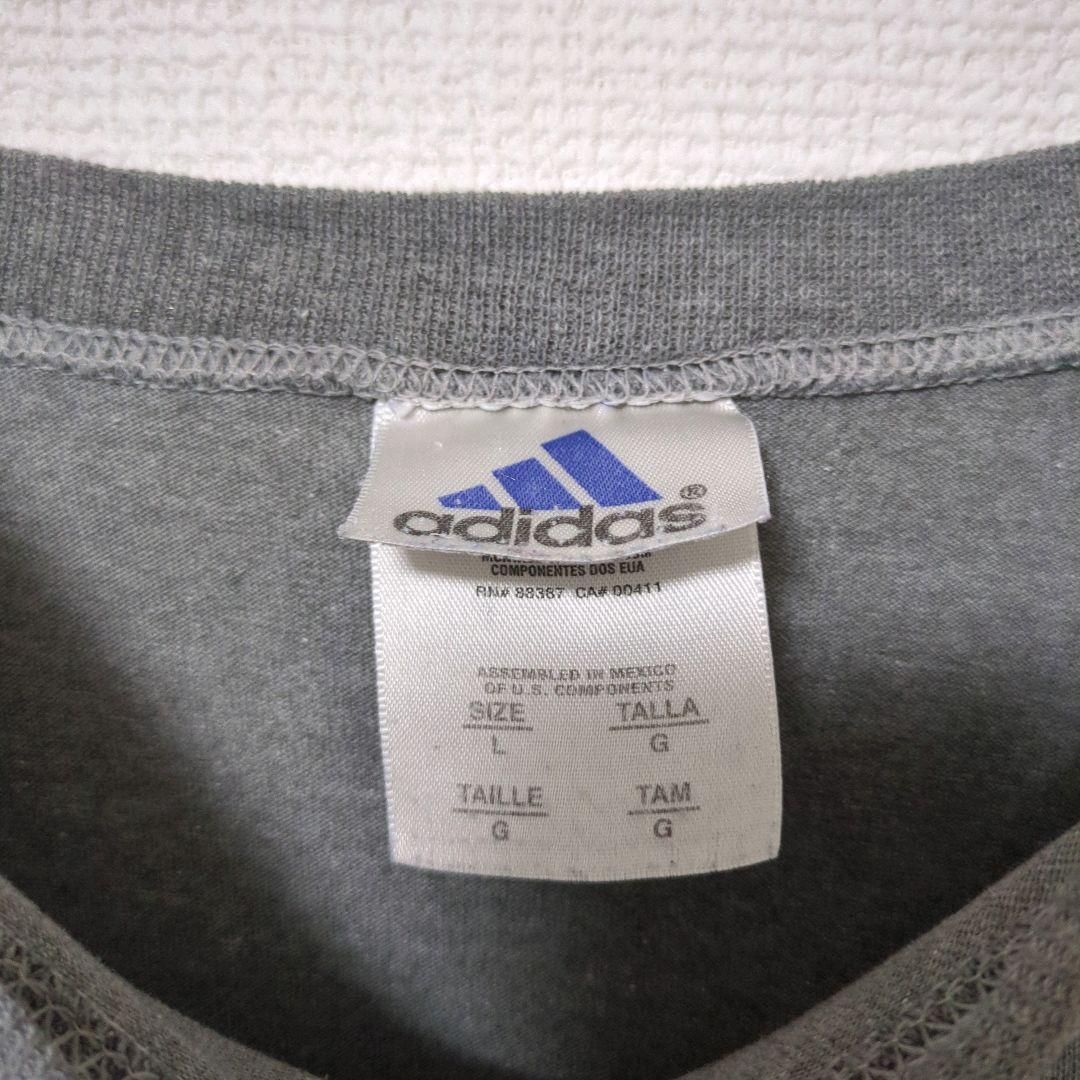 adidas®
COMPONENTES DOS EUA
RN# 88387 CA# 00411
ASSEMBLED IN MEXICO
OF U.S. COMPONENTS
SIZE TALLA
L G
TAILLE TAM
G G